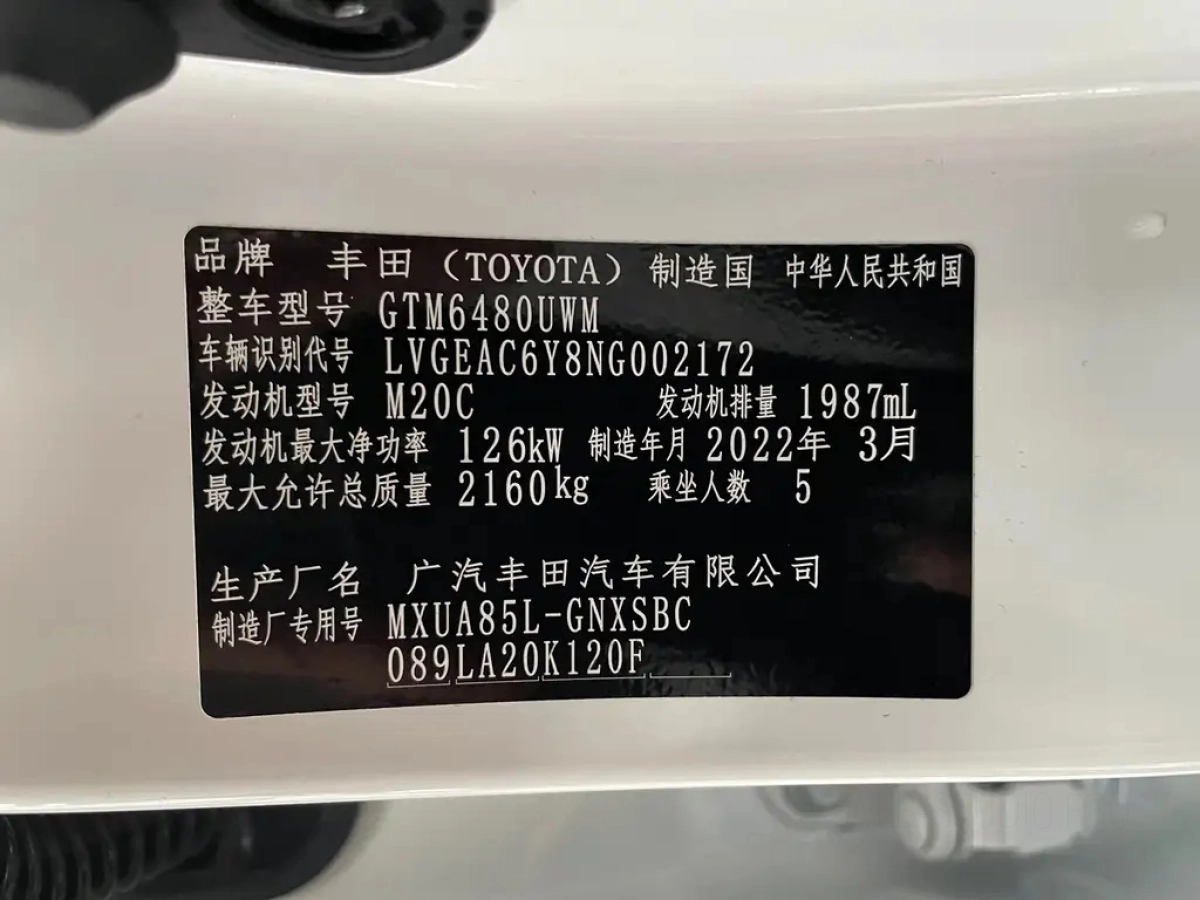 品牌 丰田（TOYOTA）制造国 中华人民共和国
整车型号 GTM6480UWM
车辆识别代号 LVGEAC6Y8NG002172
发动机型号 M20C 发动机排量 1987mL
发动机最大净功率 126kW 制造年月 2022年 3月
最大允许总质量 2160kg 乘坐人数 5
生产厂名 广汽丰田汽车有限公司
制造厂专用号 MXUA85L-GNXSBC
089LA20K120F